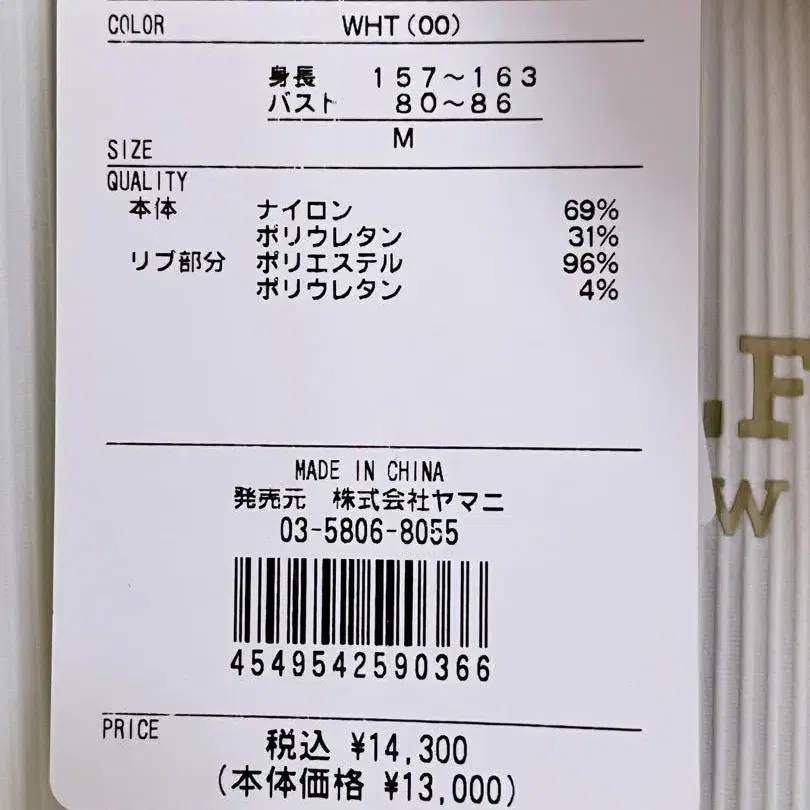 COLOR WHT(00)
身長 157〜163
バスト 80〜86
SIZE M
QUALITY
本体 ナイロン 69%
ポリウレタン 31%
リブ部分 ポリエステル 96%
ポリウレタン 4%
MADE IN CHINA
発売元 株式会社ヤマニ
03-5806-8055
4549542590366
PRICE 税込 ¥14,300
(本体価格 ¥13,000)
.F
W